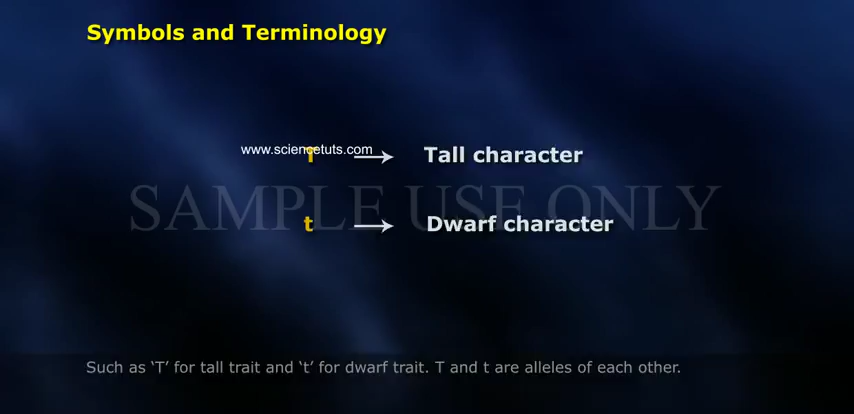 Symbols and Terminology
www.sciencetuts.com
T → Tall character
SAMPLE USE ONLY
t → Dwarf character
Such as ‘T’ for tall trait and ‘t’ for dwarf trait. T and t are alleles of each other.